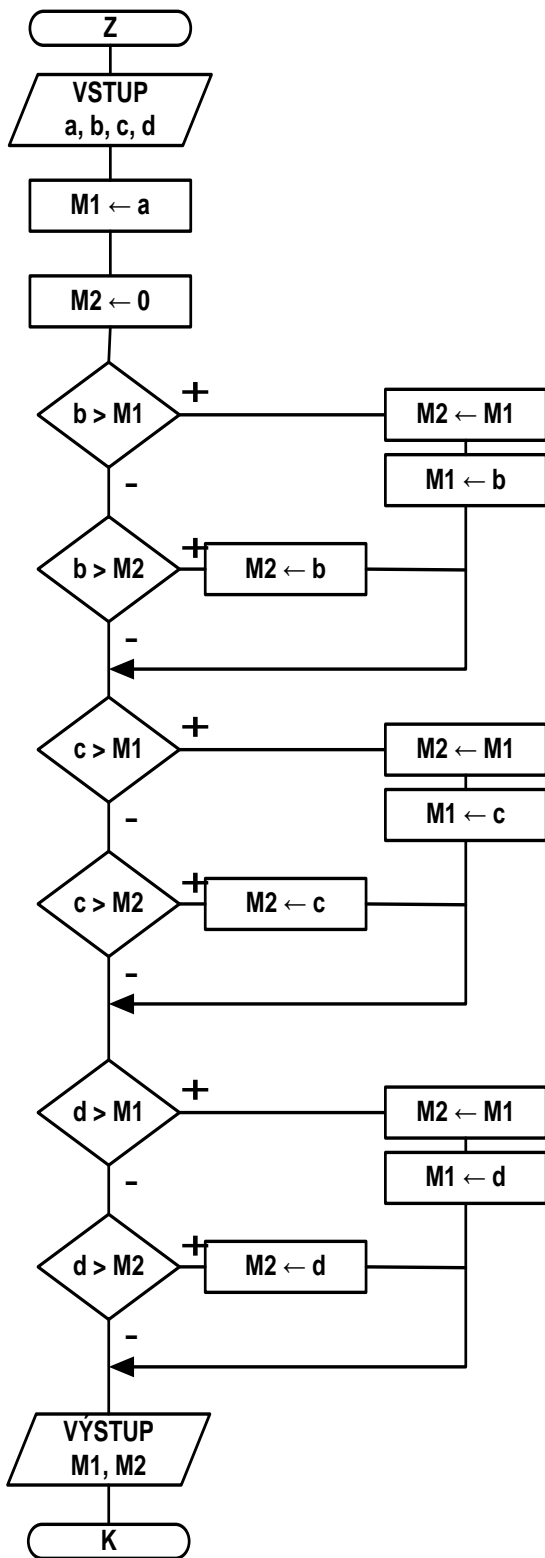 Z
VSTUP
a, b, c, d
M1 ← a
M2 ← 0
b > M1
+
M2 ← M1
M1 ← b
-
b > M2
+
M2 ← b
-
c > M1
+
M2 ← M1
M1 ← c
-
c > M2
+
M2 ← c
-
d > M1
+
M2 ← M1
M1 ← d
-
d > M2
+
M2 ← d
-
VÝSTUP
M1, M2
K